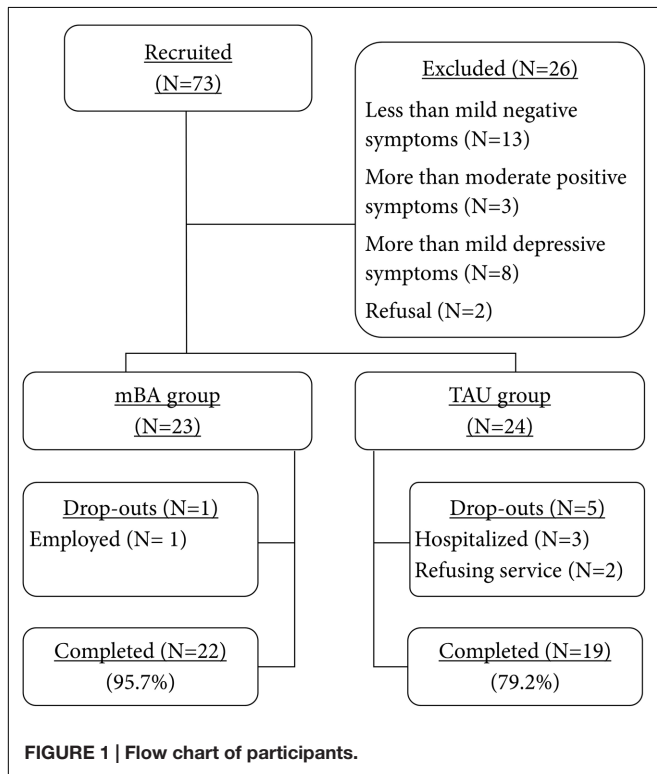 Recruited
(N=73)
Excluded (N=26)
Less than mild negative
symptoms (N=13)
More than moderate positive
symptoms (N=3)
More than mild depressive
symptoms (N=8)
Refusal (N=2)
mBA group
(N=23)
TAU group
(N=24)
Drop-outs (N=1)
Employed (N= 1)
Drop-outs (N=5)
Hospitalized (N=3)
Refusing service (N=2)
Completed (N=22)
(95.7%)
Completed (N=19)
(79.2%)
FIGURE 1 | Flow chart of participants.